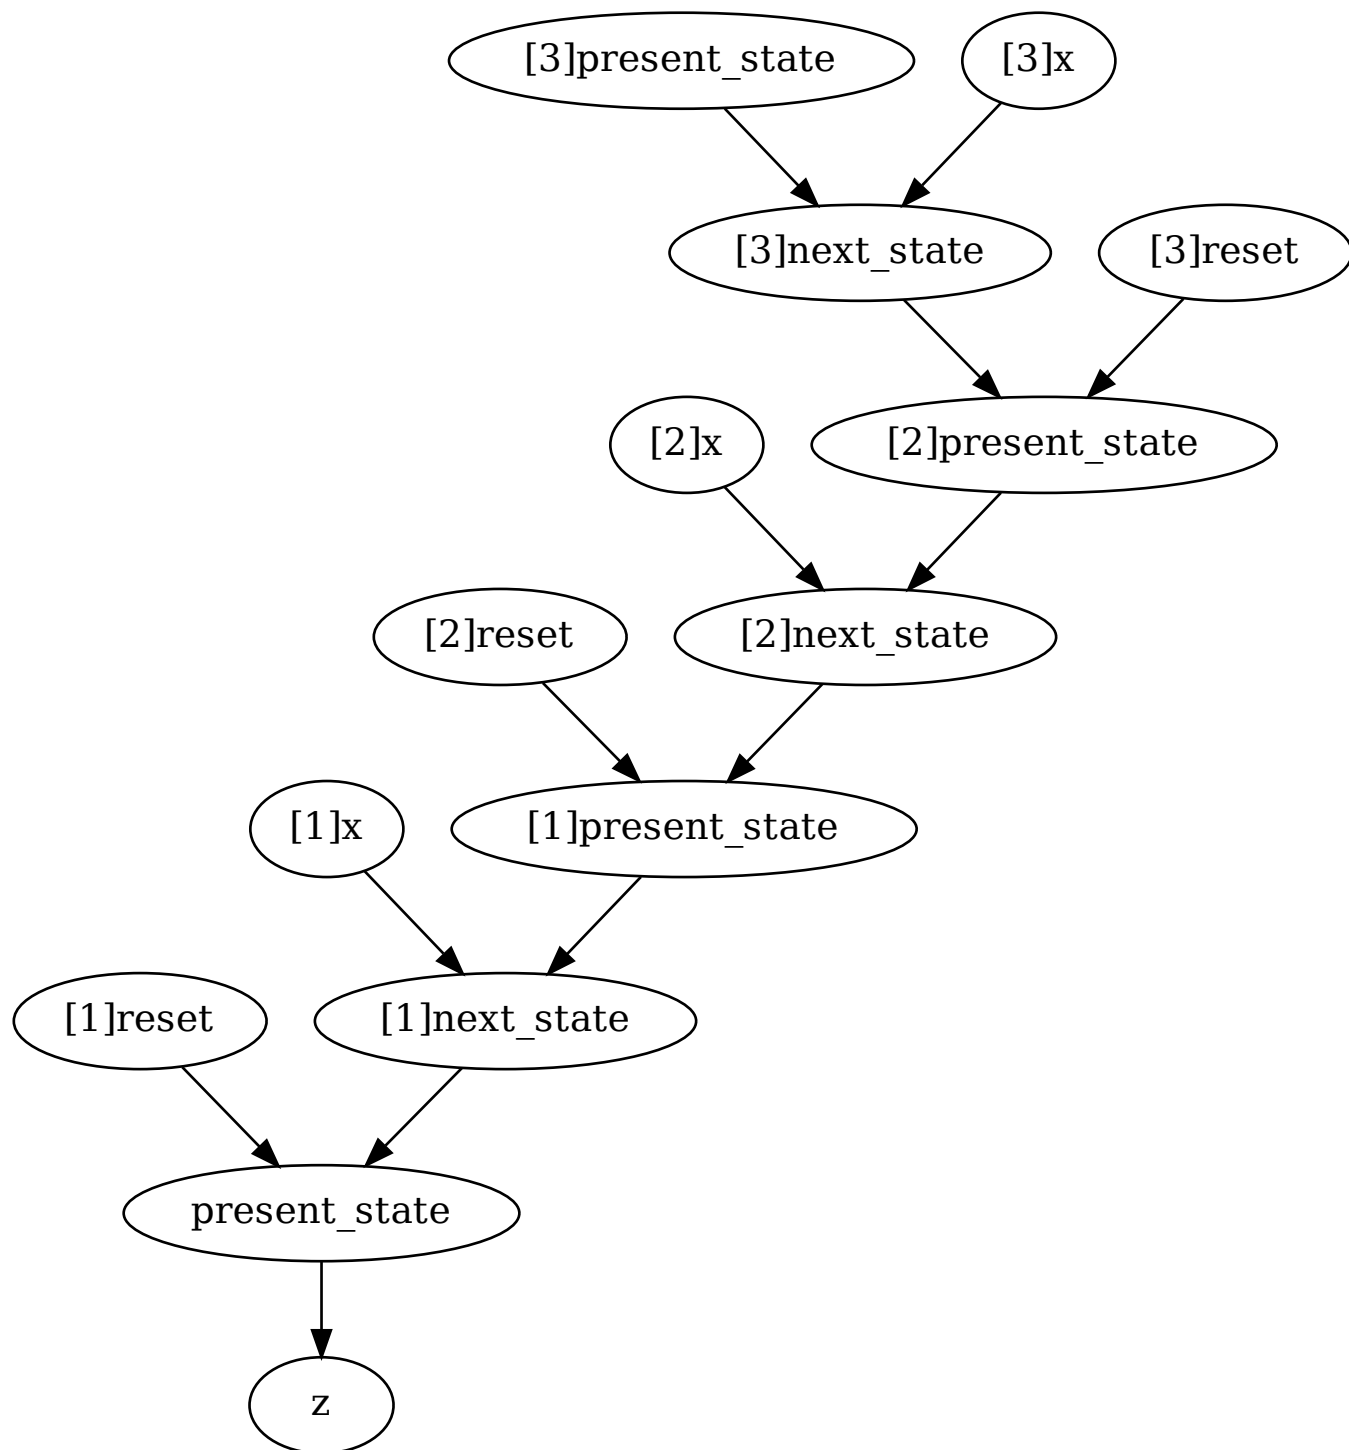 [3]present_state
[3]x
[3]next_state
[3]reset
[2]x
[2]present_state
[2]reset
[2]next_state
[1]x
[1]present_state
[1]reset
[1]next_state
present_state
z